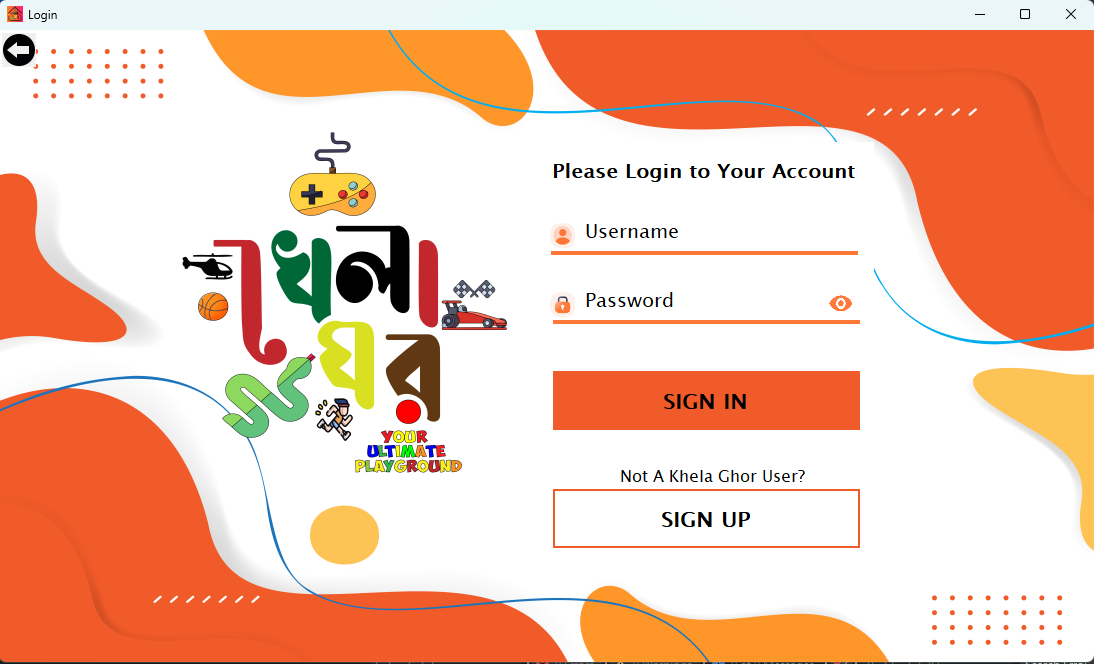 Login
খেলা
ঘর
YOUR
ULTIMATE
PLAYGROUND
Please Login to Your Account
Username
Password
SIGN IN
Not A Khela Ghor User?
SIGN UP